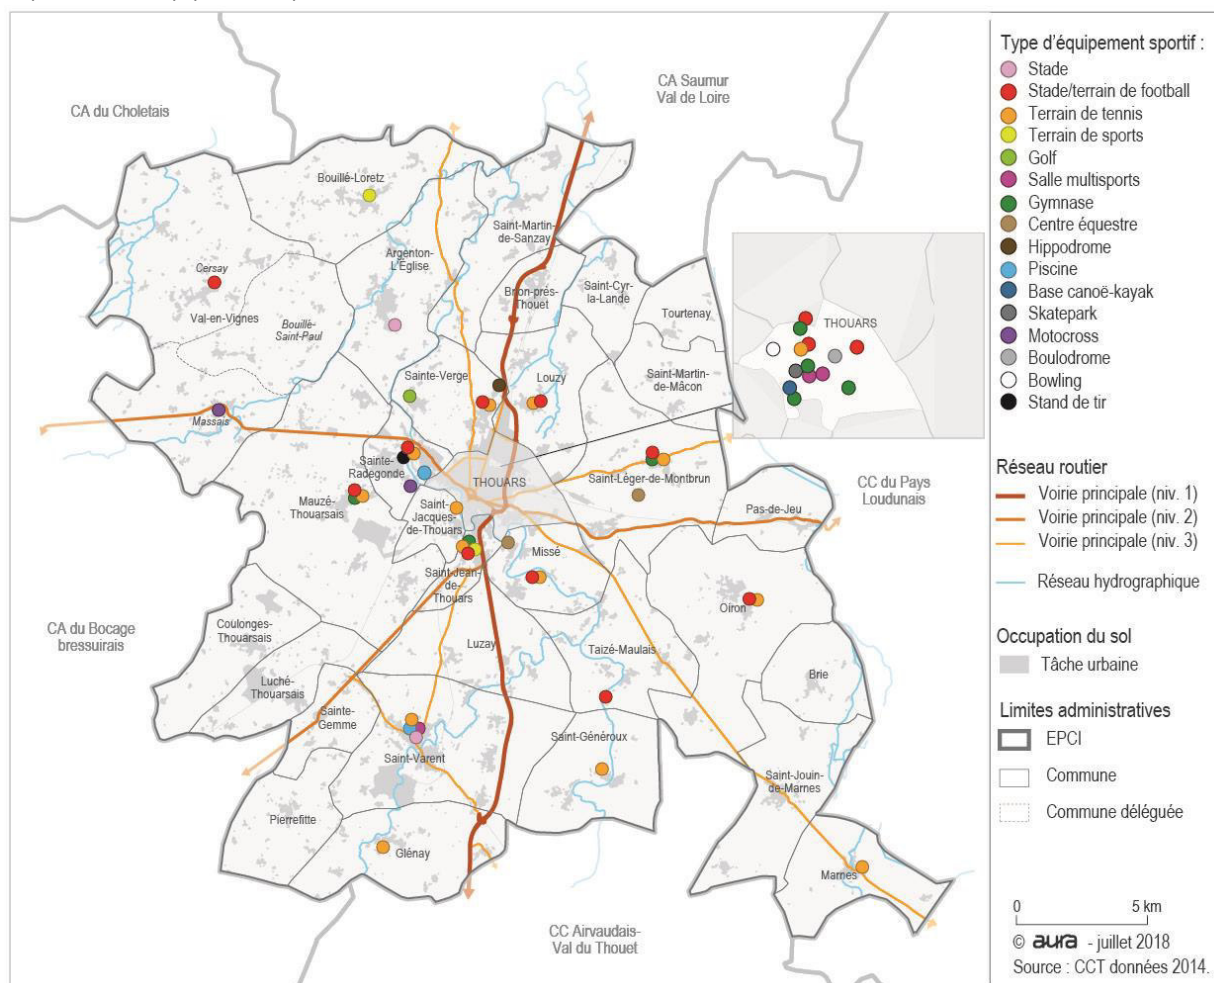 CA du Choletais
CA Saumur
Val de Loire
Bouillé-Loretz
Saint-Martin-
de-Sanzay
Argenton-
L'Église
Cersay
Val-en-Vignes
Bouillé-
Saint-Paul
Brion-près-
Thouet
Saint-Cyr-
la-Lande
Tourtenay
Sainte-Verge
Louzy
Saint-Martin-
de-Mâcon
Massais
THOUARS
Sainte-
Radegonde
THOUARS
Saint-Léger-de-Montbrun
CC du Pays
Loudunais
Mauzé-
Thouarsais
Saint-
Jacques-
de-Thouars
Pas-de-Jeu
Missé
Saint-Jean-
de-
Thouars
Oiron
CA du Bocage
bressuirais
Coulonges-
Thouarsais
Luzay
Taizé-Maulais
Brie
Luché-
Thouarsais
Sainte-
Gemme
Saint-Généroux
Saint-Varent
Saint-Jouin-
de-Marnes
Pierrefitte
Glénay
Marnes
CC Airvaudais-
Val du Thouet
Type d'équipement sportif :
Stade
Stade/terrain de football
Terrain de tennis
Terrain de sports
Golf
Salle multisports
Gymnase
Centre équestre
Hippodrome
Piscine
Base canoë-kayak
Skatepark
Motocross
Boulodrome
Bowling
Stand de tir
Réseau routier
Voirie principale (niv. 1)
Voirie principale (niv. 2)
Voirie principale (niv. 3)
Réseau hydrographique
Occupation du sol
Tâche urbaine
Limites administratives
EPCI
Commune
Commune déléguée
0 5 km
© aura - juillet 2018
Source : CCT données 2014.